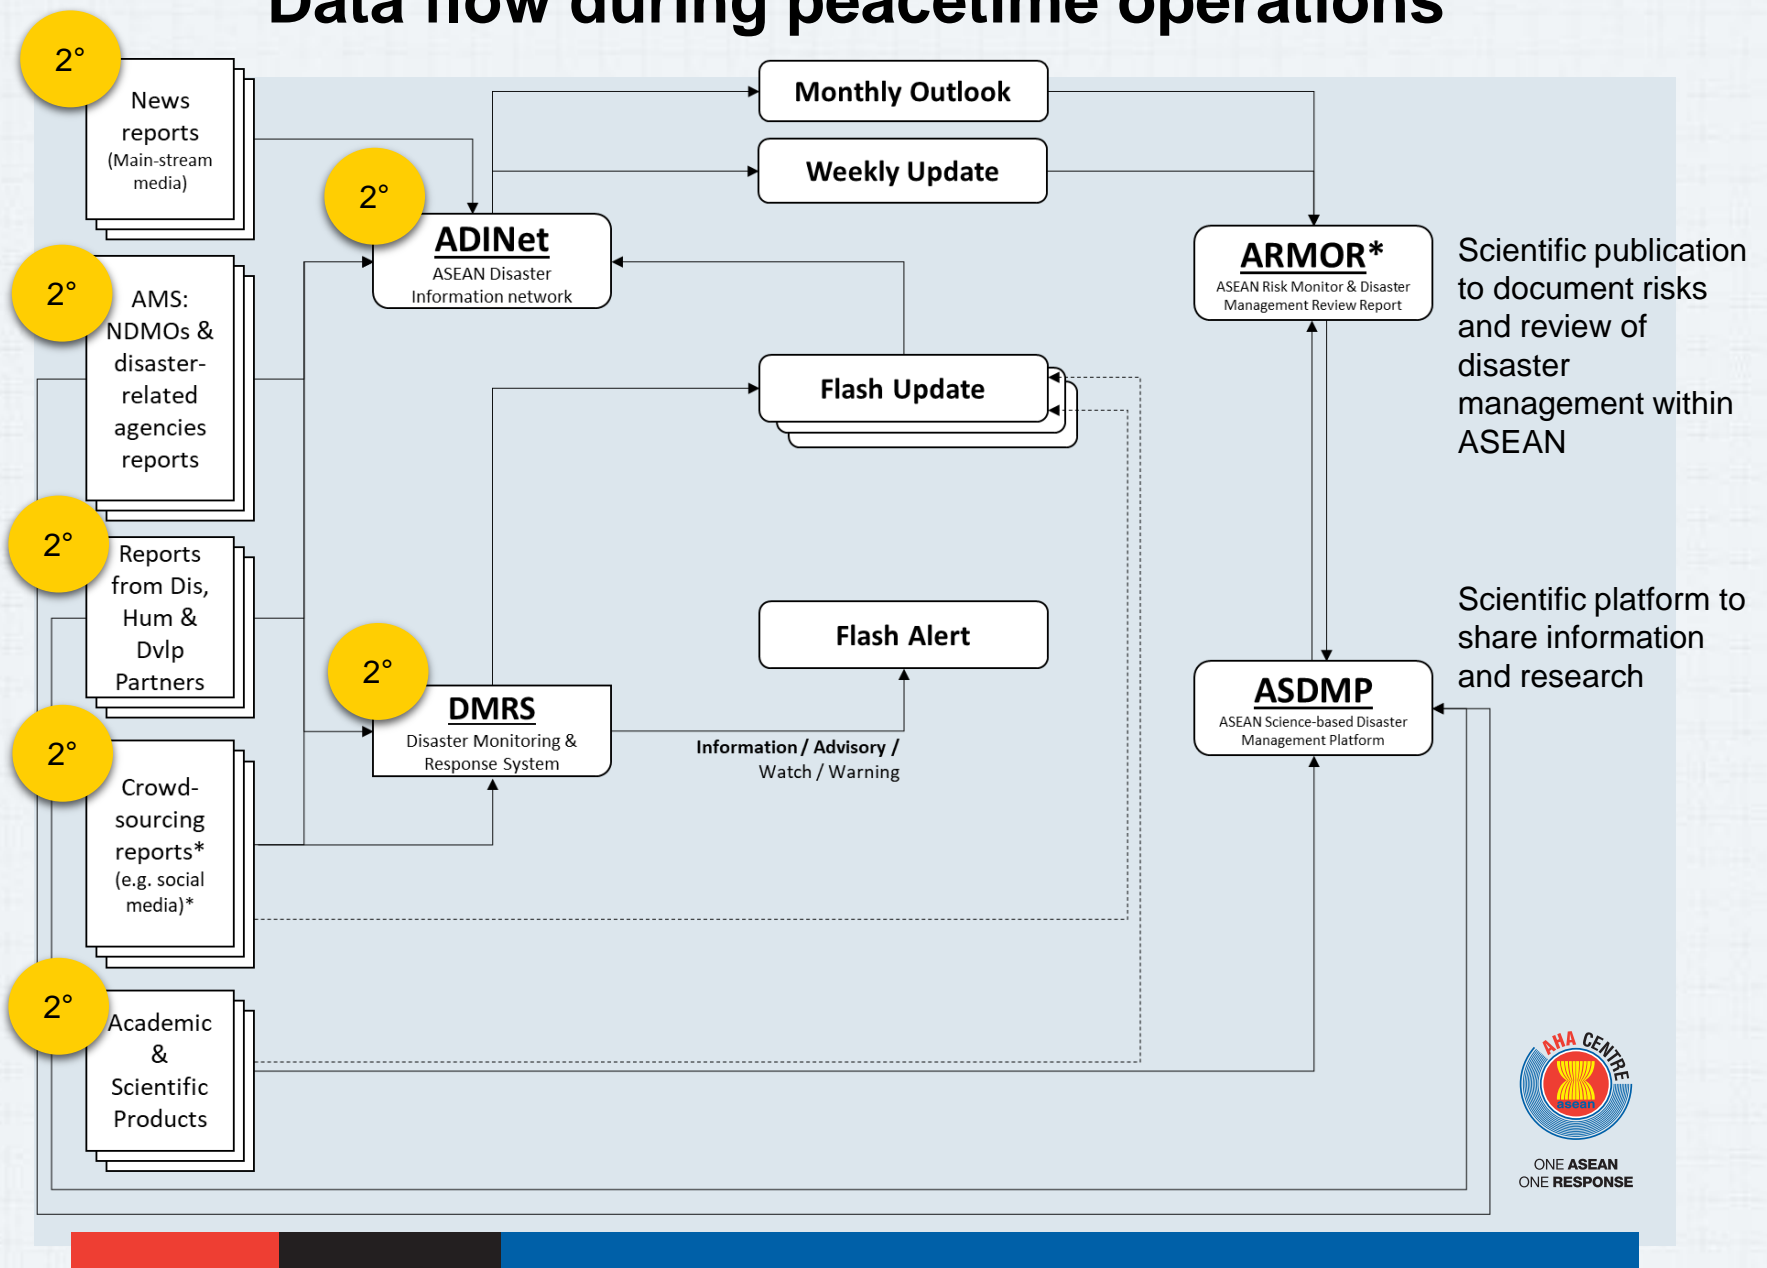 Data flow during peacetime operations
2°
News
reports
(Main-stream
media)
2°
AMS:
NDMOs &
disaster-
related
agencies
reports
2°
Reports
from Dis,
Hum &
Dvlp
Partners
2°
Crowd-
sourcing
reports*
(e.g. social
media)*
2°
Academic
&
Scientific
Products
2°
ADINet
ASEAN Disaster
Information network
2°
DMRS
Disaster Monitoring &
Response System
Monthly Outlook
Weekly Update
Flash Update
Flash Alert
Information / Advisory /
Watch / Warning
ARMOR*
ASEAN Risk Monitor & Disaster
Management Review Report
ASDMP
ASEAN Science-based Disaster
Management Platform
Scientific publication
to document risks
and review of
disaster
management within
ASEAN
Scientific platform to
share information
and research
AHA CENTRE
asean
ONE ASEAN
ONE RESPONSE